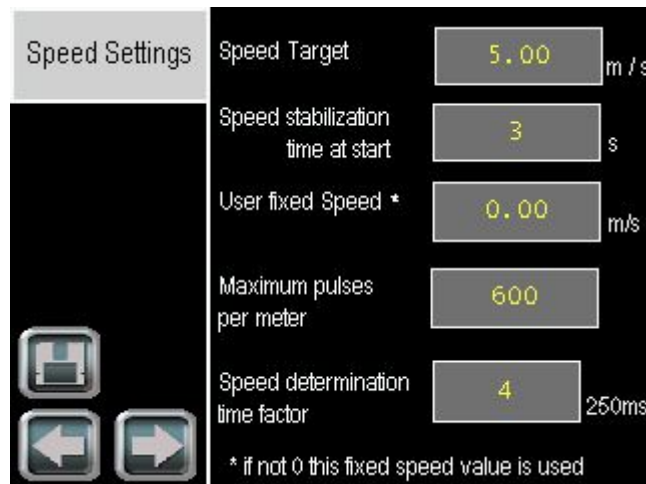 Speed Settings
Speed Target 5.00 m / s
Speed stabilization
time at start 3 s
User fixed Speed * 0.00 m/s
Maximum pulses
per meter 600
Speed determination
time factor 4 250ms
* if not 0 this fixed speed value is used